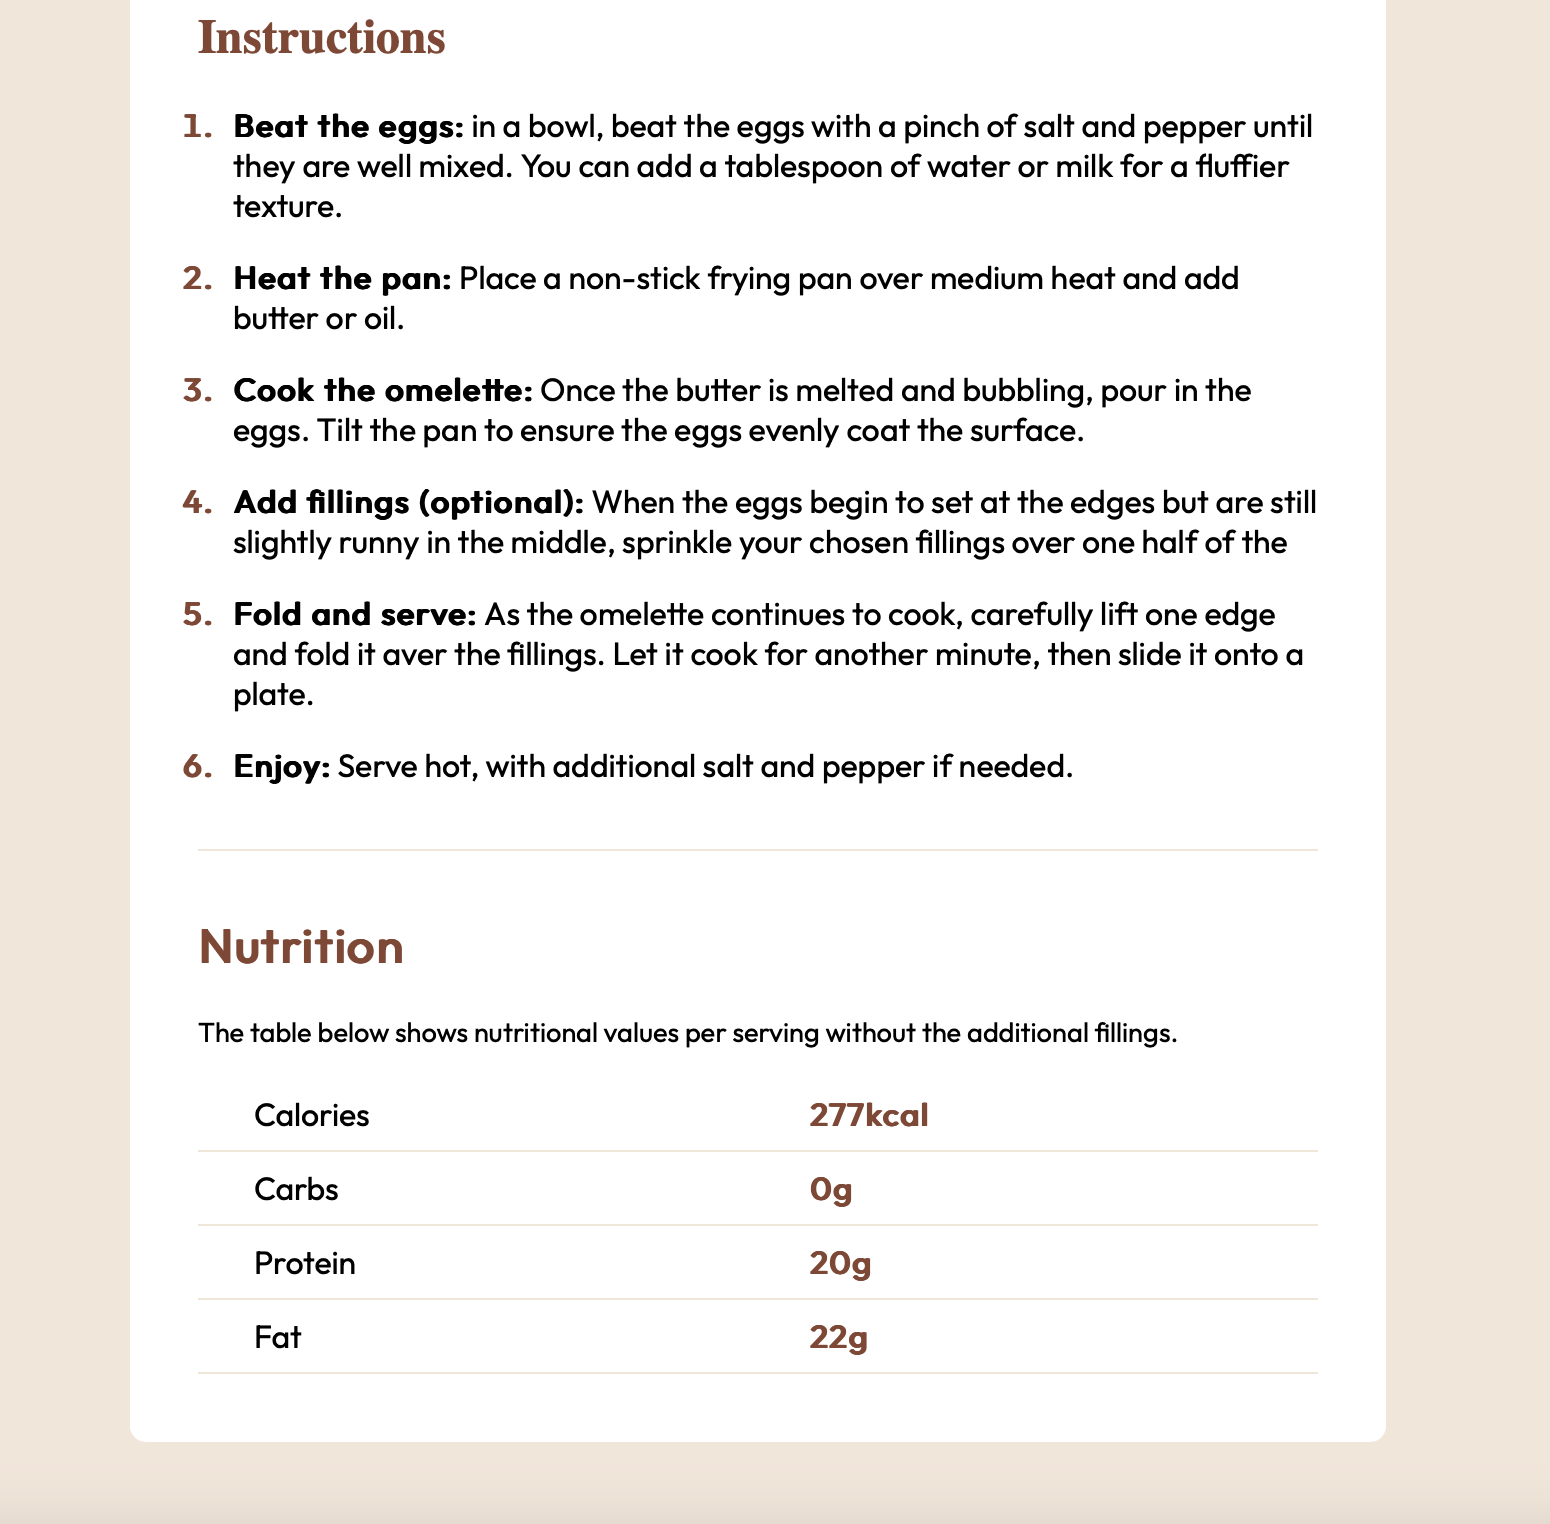 Instructions
1. Beat the eggs: in a bowl, beat the eggs with a pinch of salt and pepper until
they are well mixed. You can add a tablespoon of water or milk for a fluffier
texture.
2. Heat the pan: Place a non-stick frying pan over medium heat and add
butter or oil.
3. Cook the omelette: Once the butter is melted and bubbling, pour in the
eggs. Tilt the pan to ensure the eggs evenly coat the surface.
4. Add fillings (optional): When the eggs begin to set at the edges but are still
slightly runny in the middle, sprinkle your chosen fillings over one half of the
5. Fold and serve: As the omelette continues to cook, carefully lift one edge
and fold it aver the fillings. Let it cook for another minute, then slide it onto a
plate.
6. Enjoy: Serve hot, with additional salt and pepper if needed.
Nutrition
The table below shows nutritional values per serving without the additional fillings.
Calories 277kcal
Carbs 0g
Protein 20g
Fat 22g